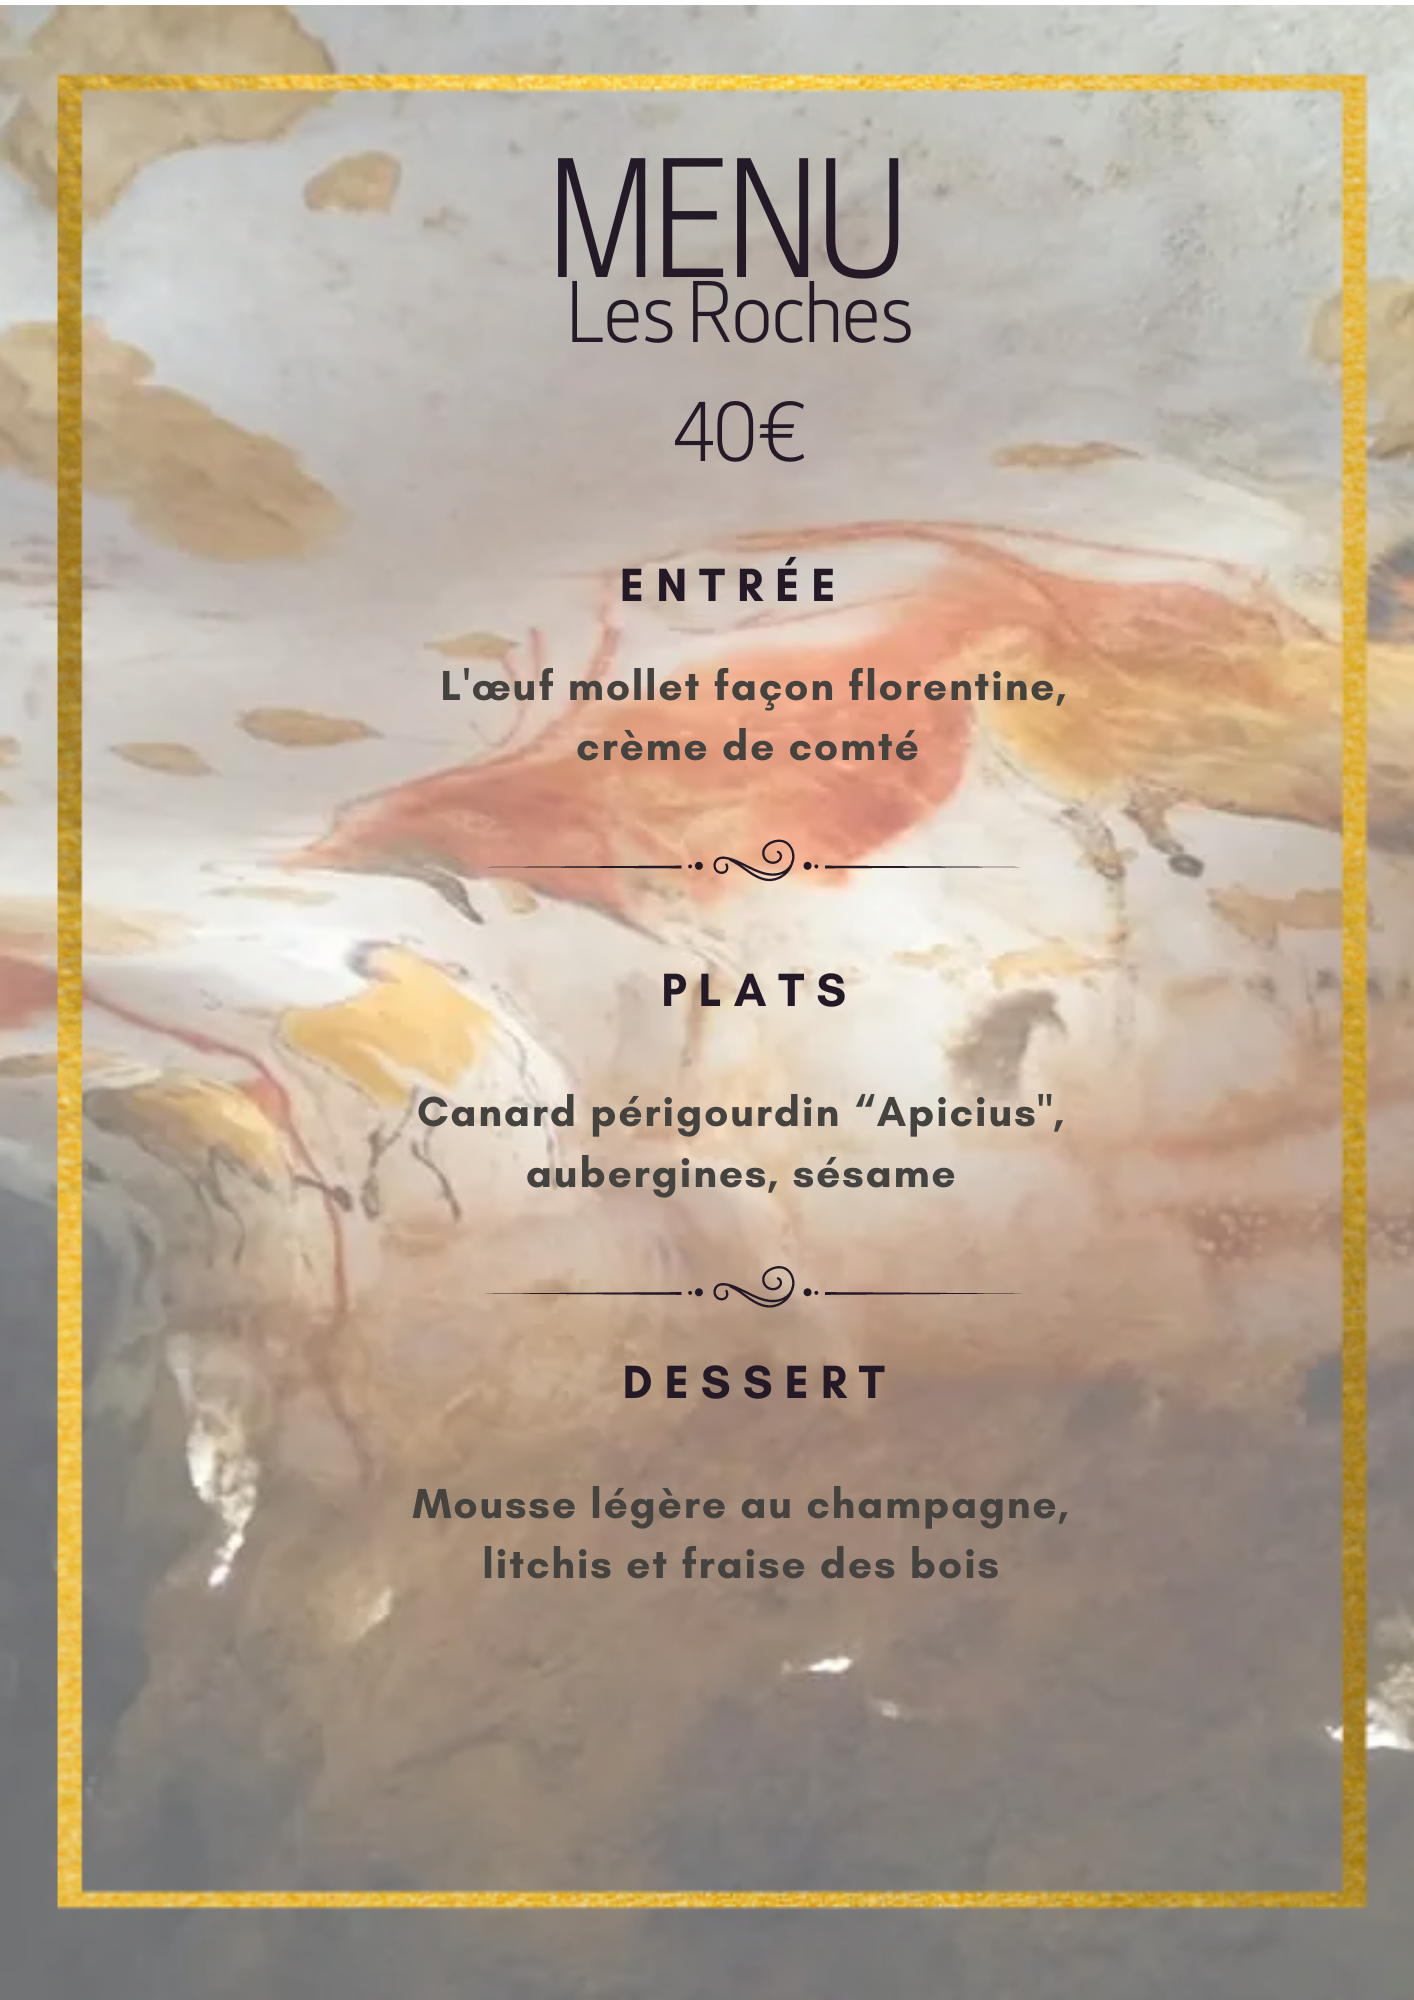 MENU
Les Roches
40€
ENTRÉE
L'œuf mollet façon florentine,
crème de comté
PLATS
Canard périgourdin “Apicius",
aubergines, sésame
DESSERT
Mousse légère au champagne,
litchis et fraise des bois